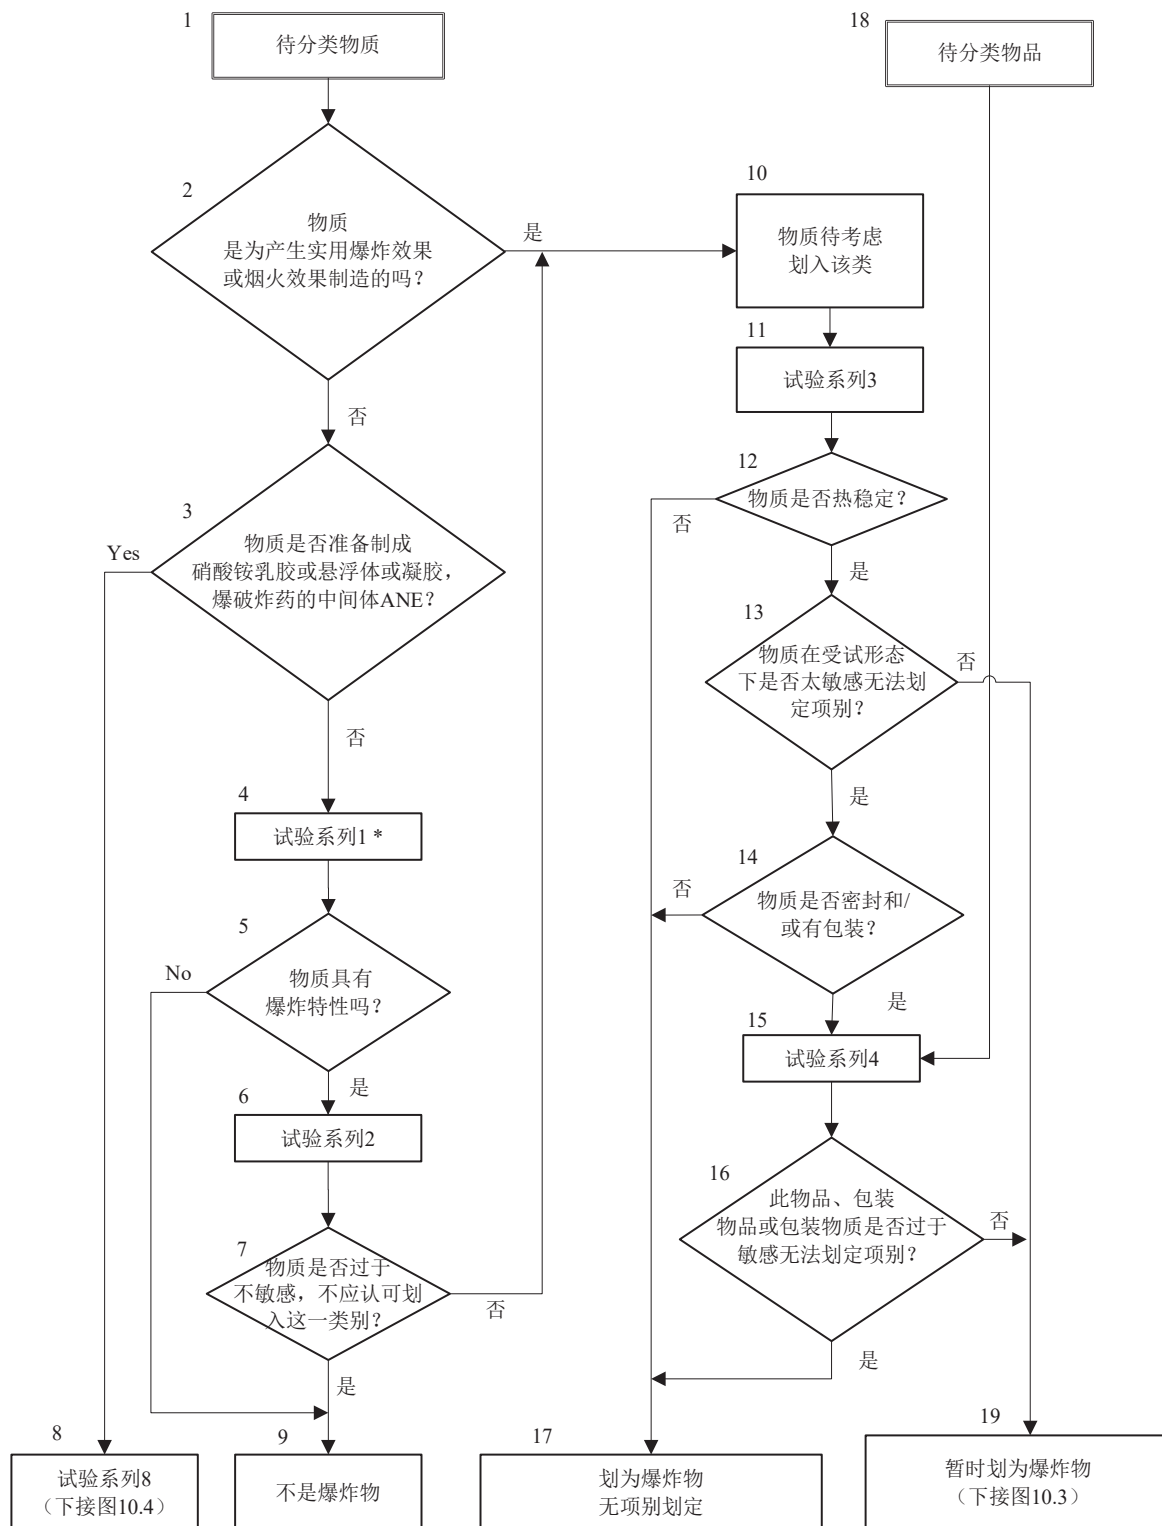 1
待分类物质
2
物质
是为产生实用爆炸效果
或烟火效果制造的吗？
是
否
3
物质是否准备制成
硝酸铵乳胶或悬浮体或凝胶，
爆破炸药的中间体ANE？
Yes
否
4
试验系列1 *
5
物质具有
爆炸特性吗？
No
是
6
试验系列2
7
物质是否过于
不敏感，不应认可划
入这一类别？
否
是
8
试验系列8
（下接图10.4）
9
不是爆炸物
10
物质待考虑
划入该类
11
试验系列3
12
物质是否热稳定？
否
是
13
物质在受试形态
下是否太敏感无法划
定项别？
否
是
14
物质是否密封和/
或有包装？
否
是
15
试验系列4
16
此物品、包装
物品或包装物质是否过于
敏感无法划定项别？
否
是
17
划为爆炸物
无项别划定
18
待分类物品
19
暂时划为爆炸物
（下接图10.3）